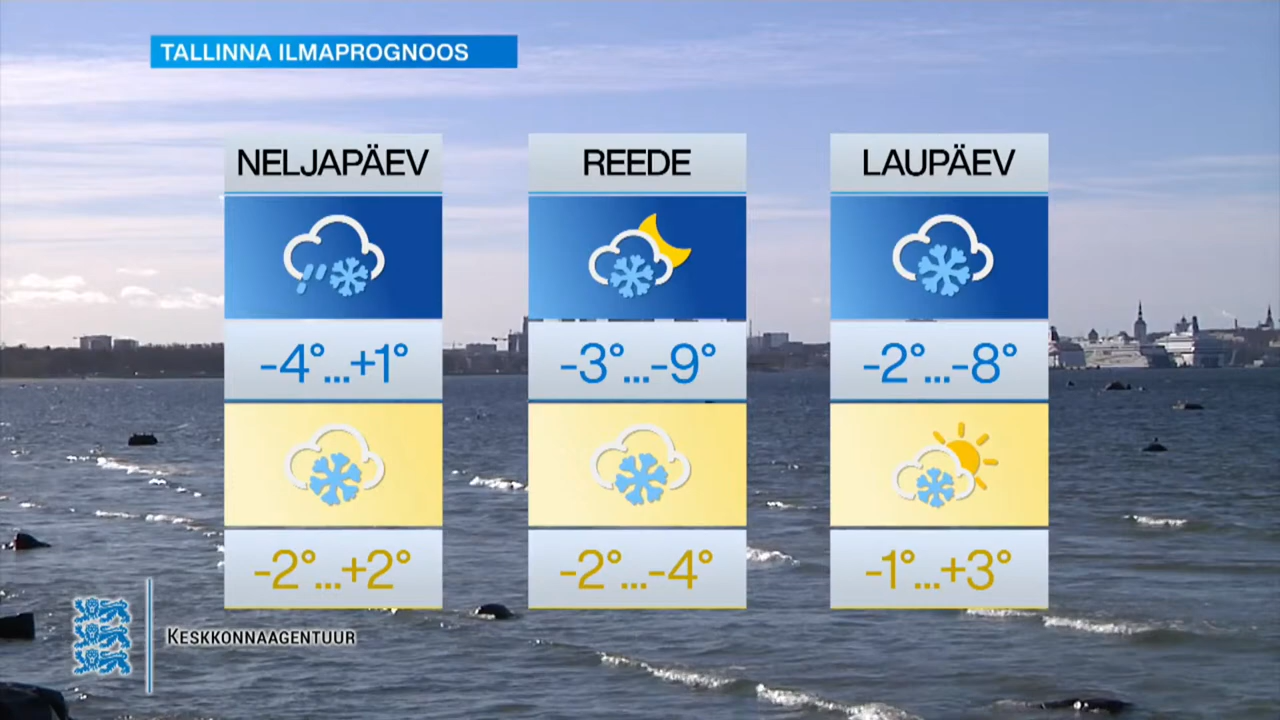 TALLINNA ILMAPROGNOOS
NELJAPÄEV
-4°...+1°
-2°...+2°
REEDE
-3°...-9°
-2°...-4°
LAUPÄEV
-2°...-8°
-1°...+3°
KESKKONNAAGENTUUR